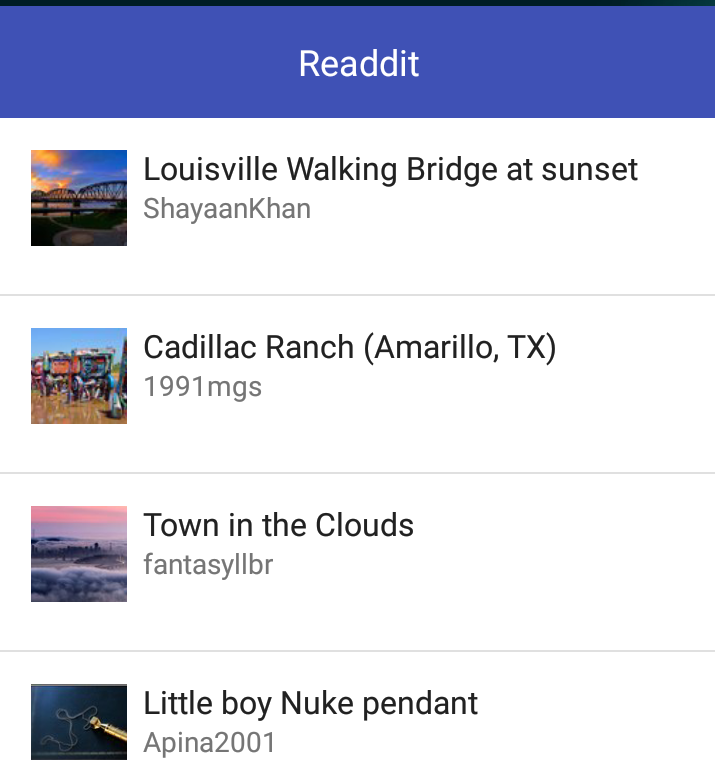 Readdit
Louisville Walking Bridge at sunset
ShayaanKhan
Cadillac Ranch (Amarillo, TX)
1991mgs
Town in the Clouds
fantasyllbr
Little boy Nuke pendant
Apina2001